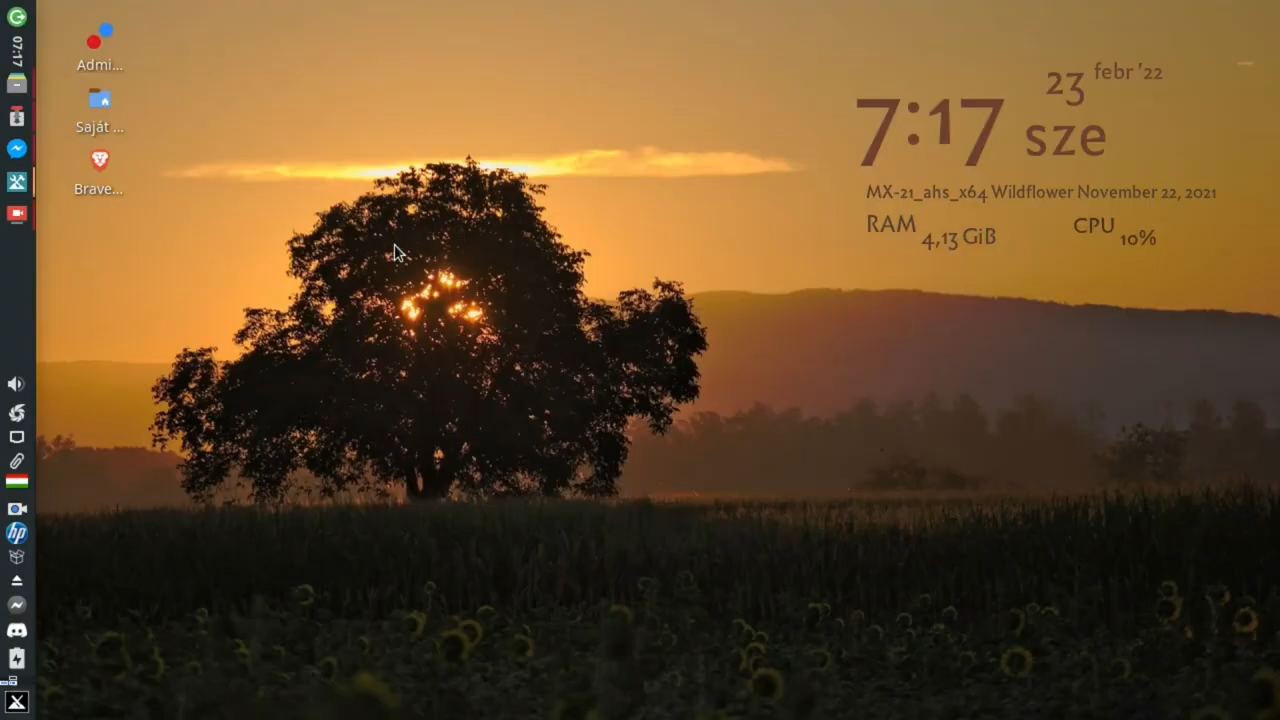 07:17
Admi...
Saját ...
Brave...
23 febr '22
7:17 sze
MX-21_ahs_x64 Wildflower November 22, 2021
RAM 4,13 GiB CPU 10%
hp